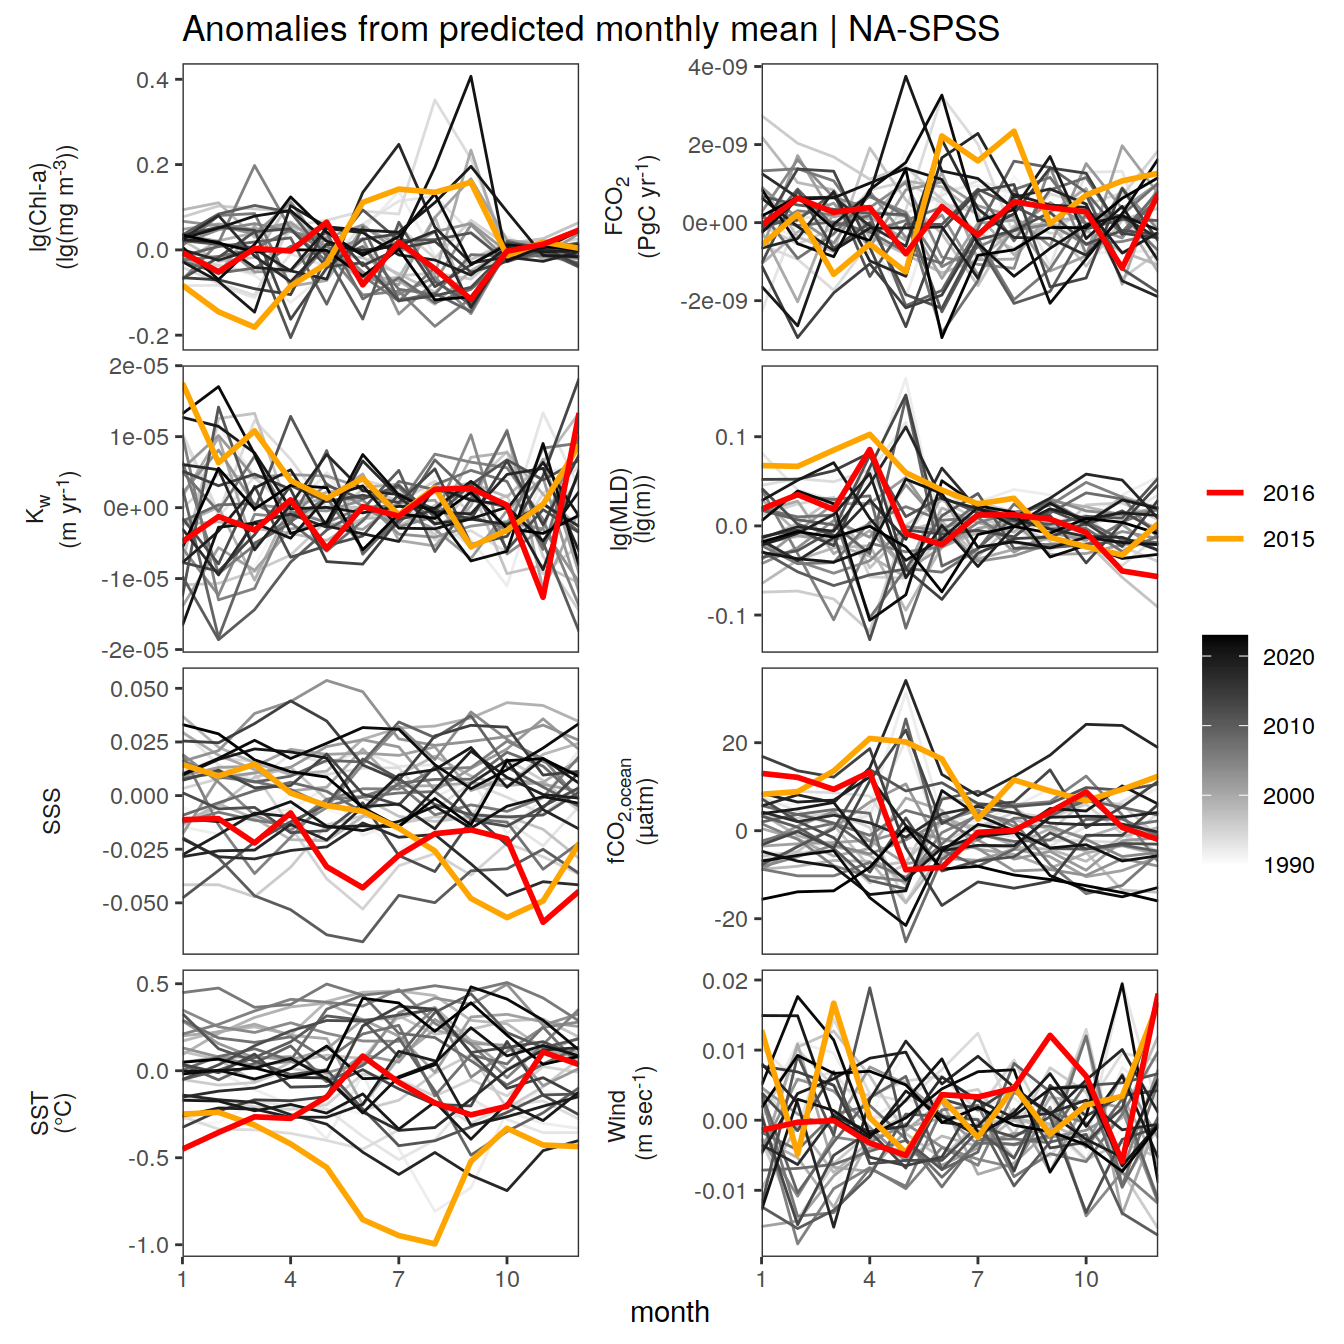 Anomalies from predicted monthly mean | NA-SPSS
lg(Chl-a)
(lg(mg m⁻³))
0.4
0.2
0.0
-0.2
FCO₂
(PgC yr⁻¹)
4e-09
2e-09
0e+00
-2e-09
K_w
(m yr⁻¹)
2e-05
1e-05
0e+00
-1e-05
-2e-05
lg(MLD)
(lg(m))
0.1
0.0
-0.1
SSS
0.050
0.025
0.000
-0.025
-0.050
fCO₂,ocean
(µatm)
20
0
-20
SST
(°C)
0.5
0.0
-0.5
-1.0
1
4
7
10
Wind
(m sec⁻¹)
0.02
0.01
0.00
-0.01
1
4
7
10
month
2016
2015
2020
2010
2000
1990